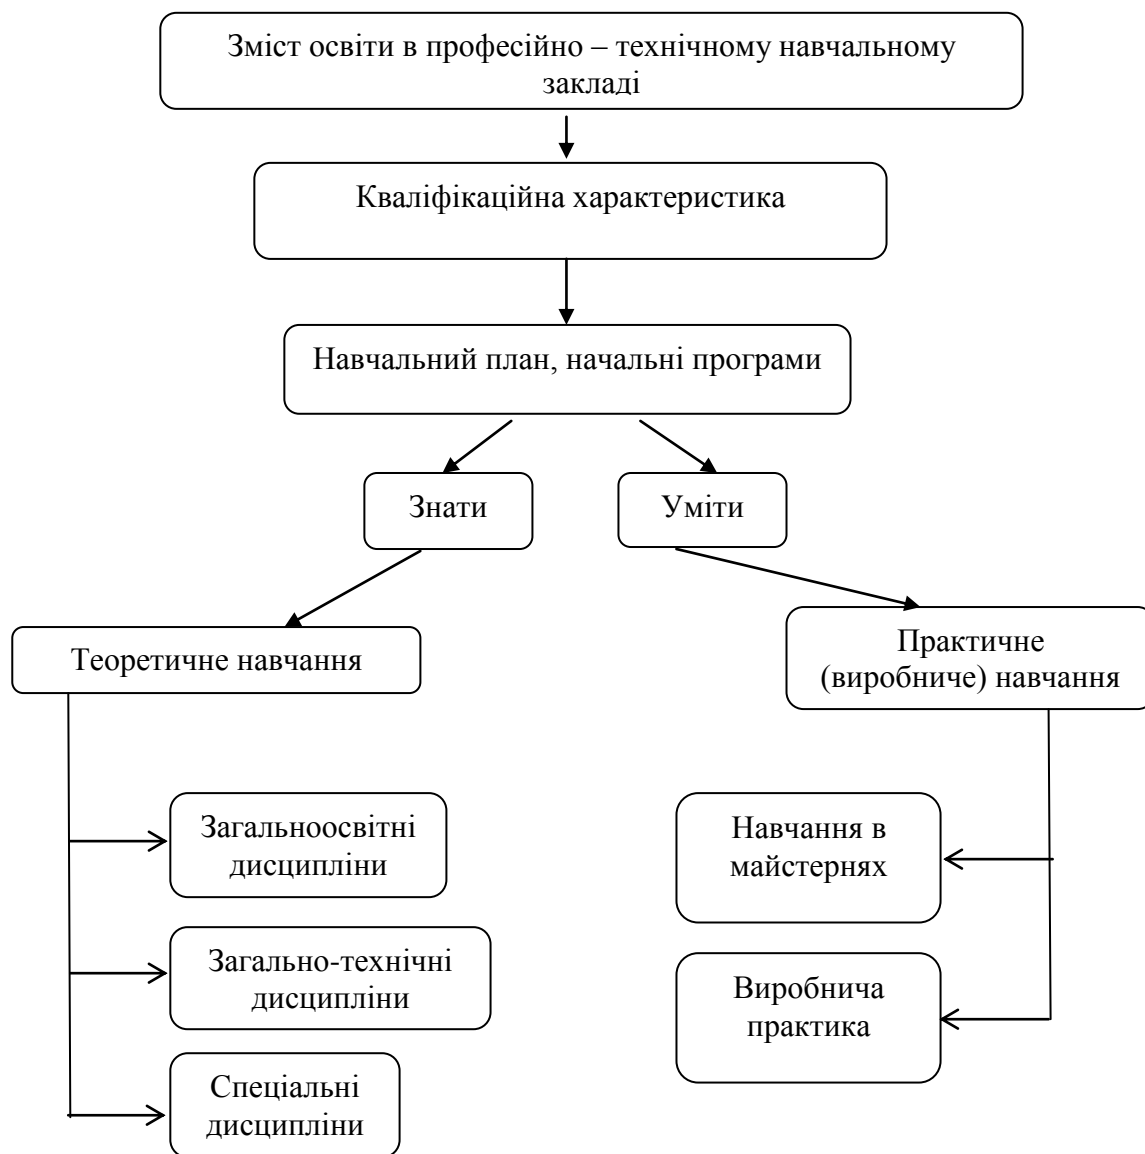 Зміст освіти в професійно – технічному навчальному
закладі
Кваліфікаційна характеристика
Навчальний план, начальні програми
Знати
Уміти
Теоретичне навчання
Практичне
(виробниче) навчання
Загальноосвітні
дисципліни
Навчання в
майстернях
Загально-технічні
дисципліни
Виробнича
практика
Спеціальні
дисципліни